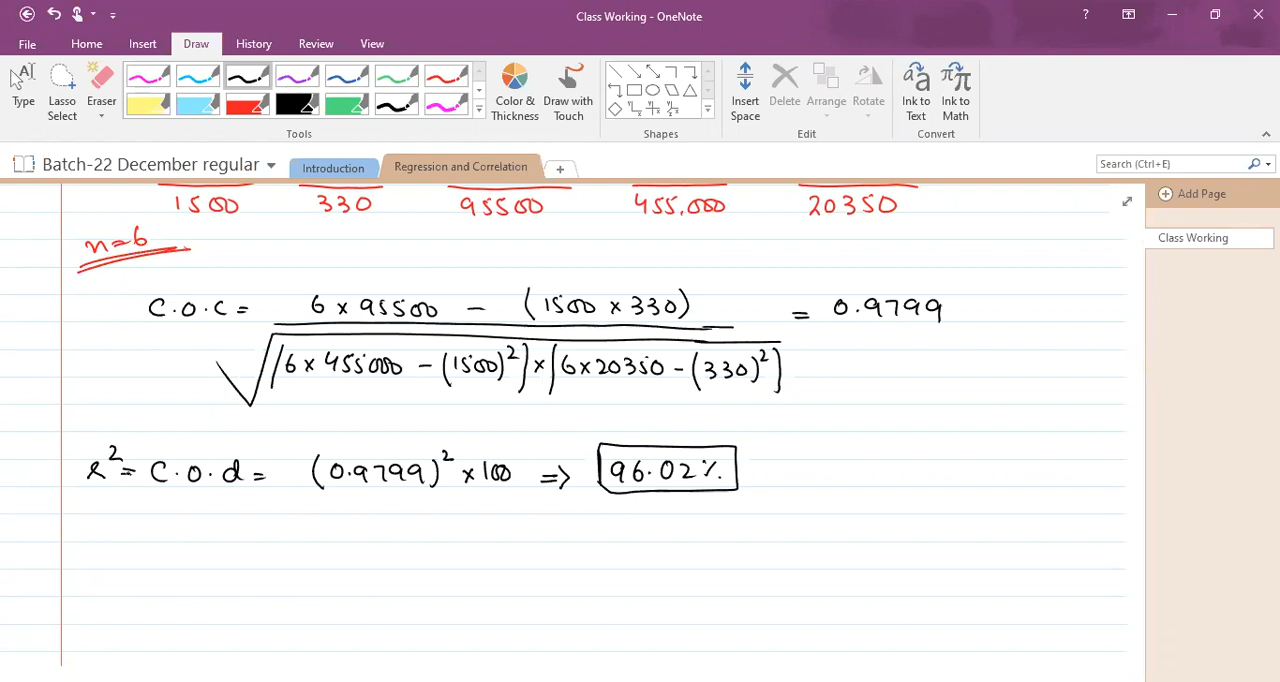 Class Working - OneNote
?
File Home Insert Draw History Review View
Type
Lasso Select
Eraser
Color & Thickness
Draw with Touch
Insert Space
Delete
Arrange
Rotate
Ink to Text
Ink to Math
Tools
Shapes
Edit
Convert
Batch-22 December regular Introduction Regression and Correlation Search (Ctrl+E)
Add Page
Class Working
1500 330 95500 455,000 20350
n=6
C.O.C = 6 x 95500 - (1500 x 330) = 0.9799
√[6 x 455000 - (1500)²] x [6 x 20350 - (330)²]
r² = C.O.d = (0.9799)² x 100 => 96.02%